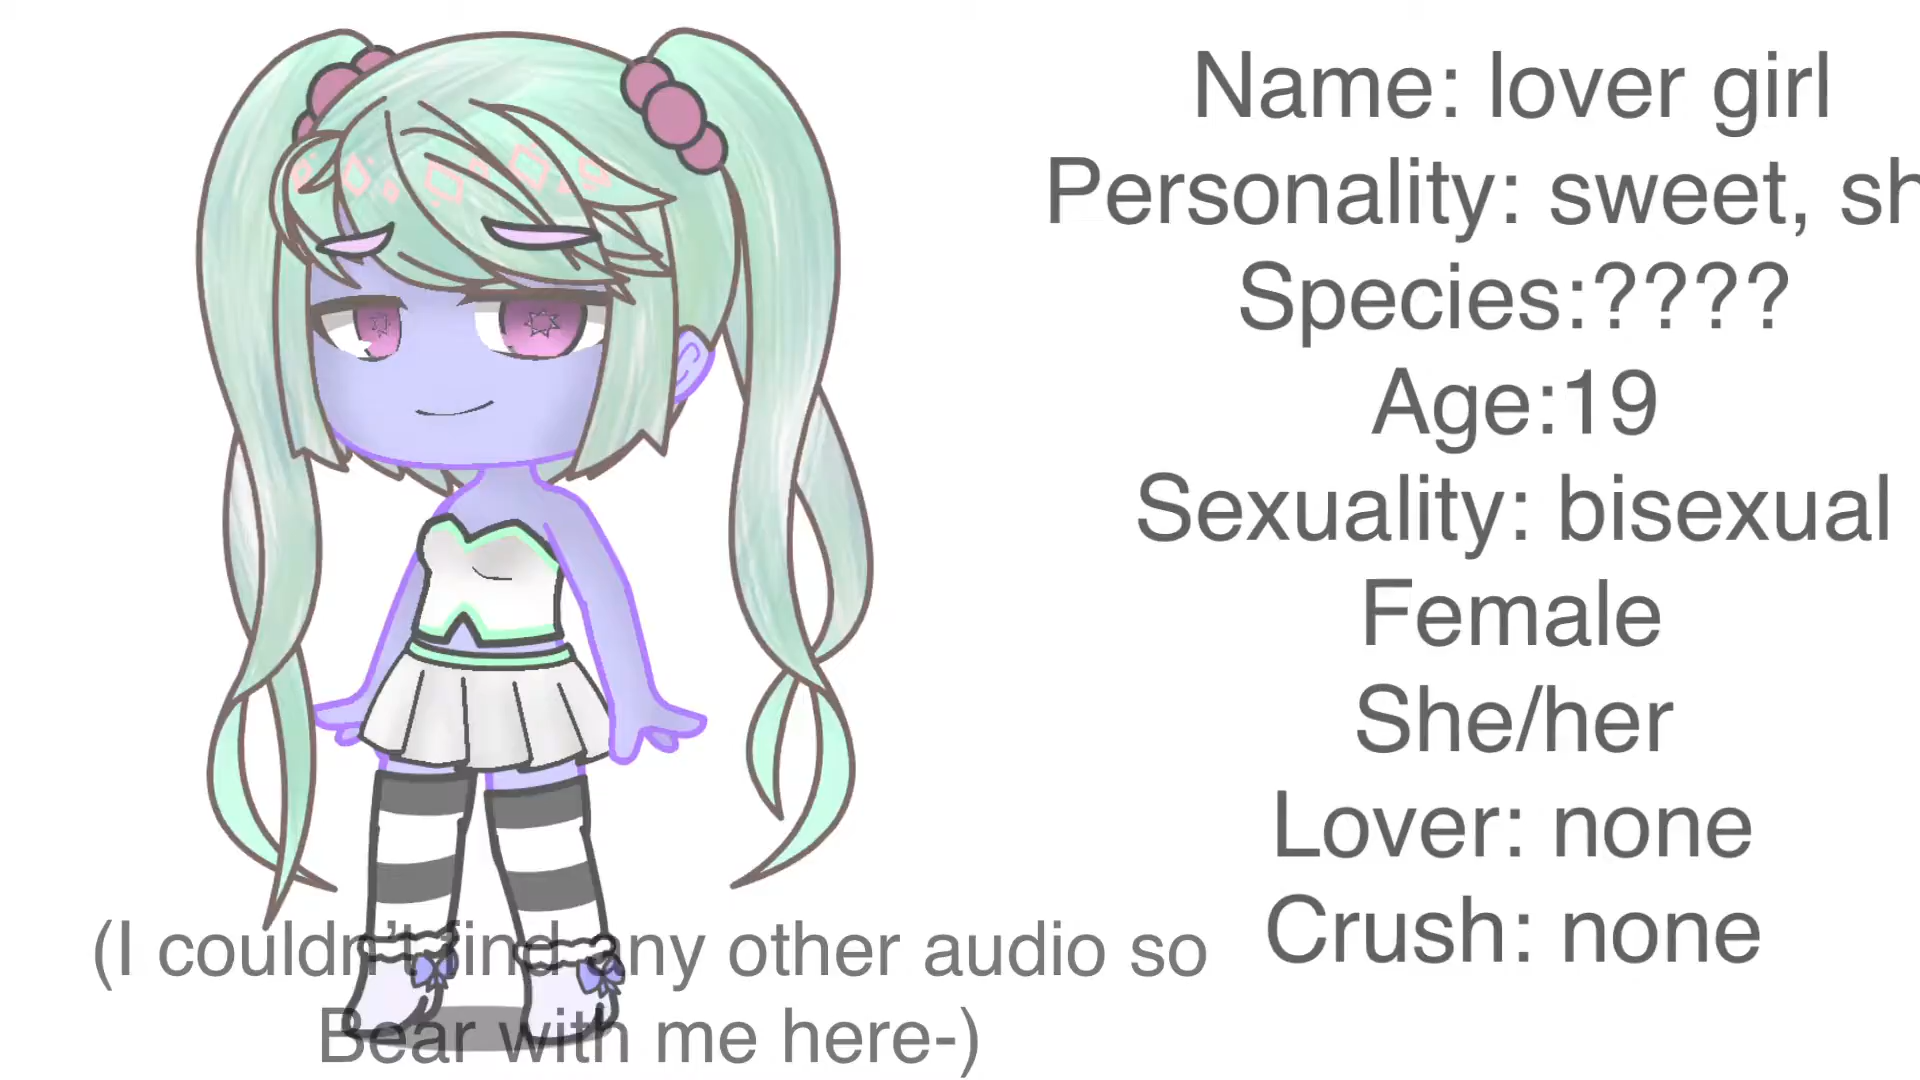 Name: lover girl
Personality: sweet,
Species:????
Age:19
Sexuality: bisexual
Female
She/her
Lover: none
Crush: none
(I couldn't find any other audio so
Bear with me here-)